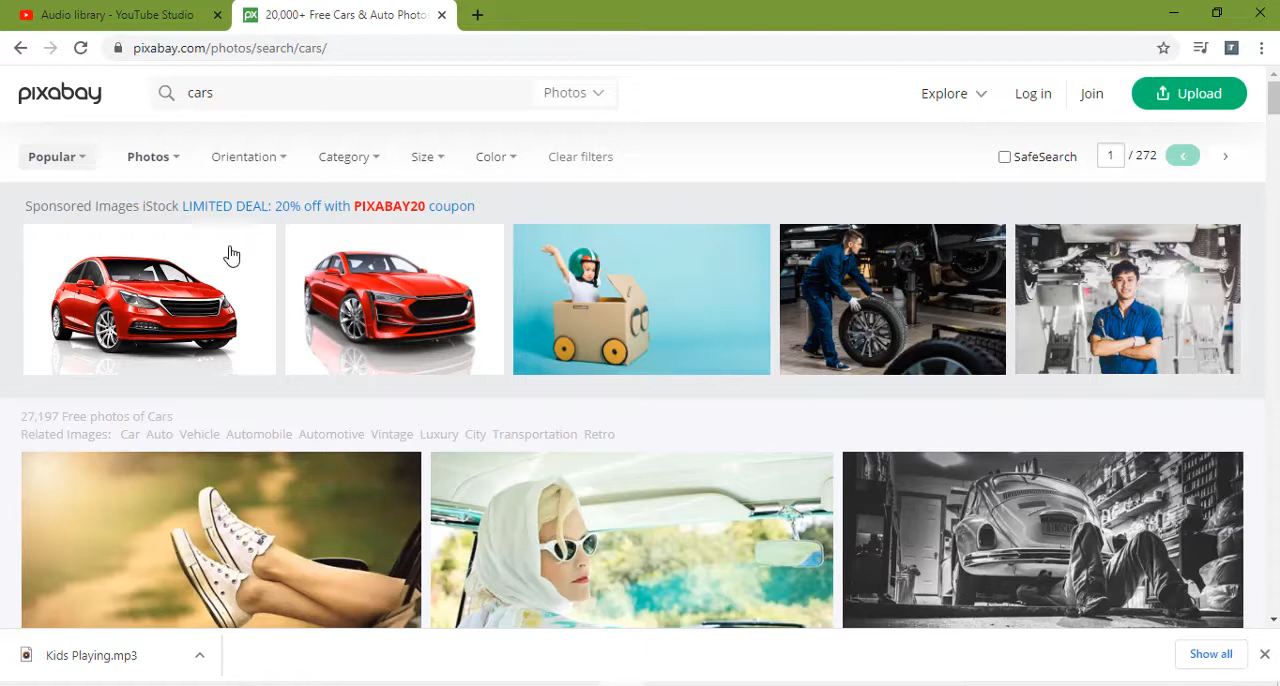 Audio library - YouTube Studio
20,000+ Free Cars & Auto Photo
pixabay.com/photos/search/cars/
pixabay
cars
Photos
Explore
Log in
Join
Upload
Popular
Photos
Orientation
Category
Size
Color
Clear filters
SafeSearch
1 / 272
Sponsored Images iStock LIMITED DEAL: 20% off with PIXABAY20 coupon
27,197 Free photos of Cars
Related Images: Car Auto Vehicle Automobile Automotive Vintage Luxury City Transportation Retro
Kids Playing.mp3
Show all